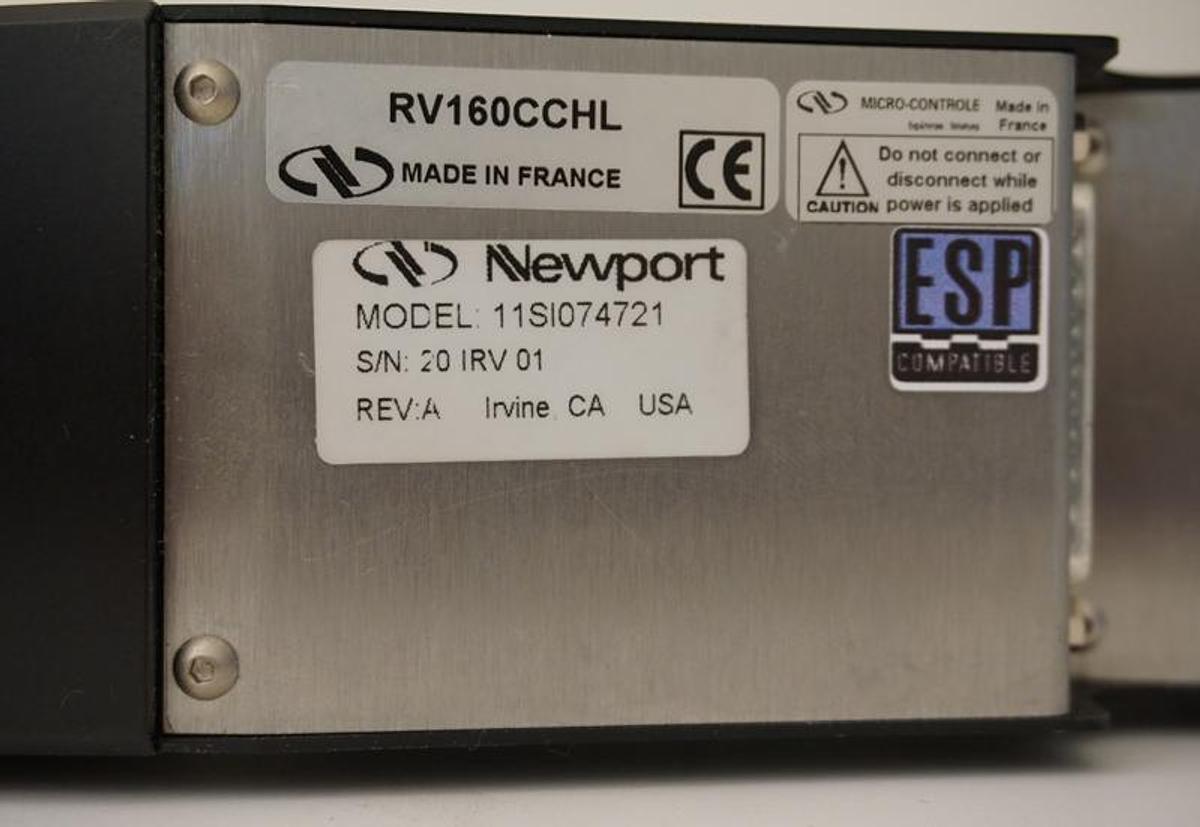 RV160CCHL
MADE IN FRANCE
CE
MICRO-CONTROLE Made in
France
Do not connect or
disconnect while
CAUTION power is applied
Newport
MODEL: 11SI074721
S/N: 20 IRV 01
REV:A Irvine, CA USA
ESP
COMPATIBLE